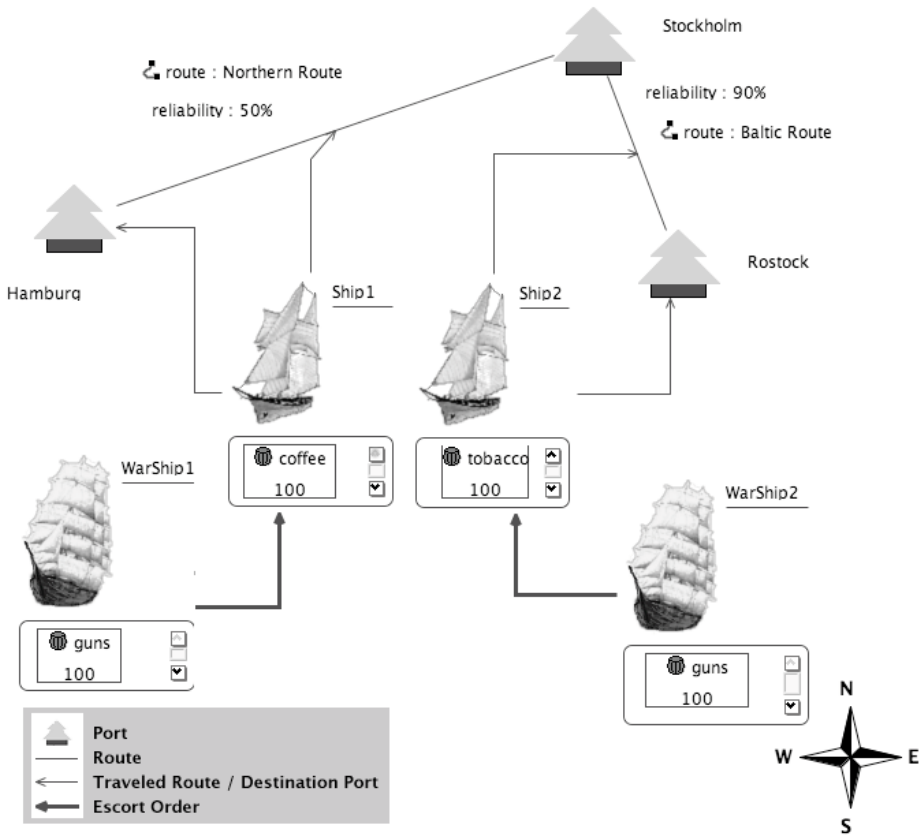 Stockholm
route : Northern Route
reliability : 50%
reliability : 90%
route : Baltic Route
Hamburg
Rostock
Ship1
Ship2
coffee
100
tobacco
100
WarShip1
WarShip2
guns
100
guns
100
Port
Route
Traveled Route / Destination Port
Escort Order
N
W
E
S